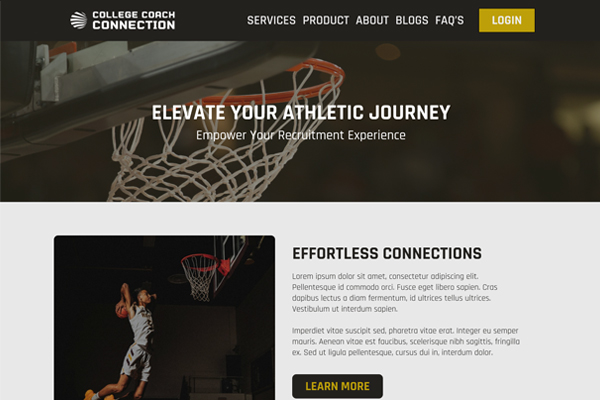 COLLEGE COACH
CONNECTION
SERVICES PRODUCT ABOUT BLOGS FAQ'S LOGIN
ELEVATE YOUR ATHLETIC JOURNEY
Empower Your Recruitment Experience
EFFORTLESS CONNECTIONS
Lorem ipsum dolor sit amet, consectetur adipiscing elit.
Pellentesque id commodo orci. Fusce eget libero sapien. Cras
dapibus lectus a diam fermentum, id ultrices tellus ultrices.
Vestibulum ut interdum sapien.
Imperdiet vitae suscipit sed, pharetra vitae erat. Integer eu semper
mauris. Aenean vitae est faucibus, scelerisque nibh sagittis, fringilla
ex. Sed ut ligula pellentesque, cursus dui in, interdum dolor.
LEARN MORE